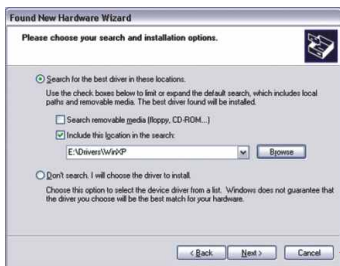 Found New Hardware Wizard
Please choose your search and installation options.
Search for the best driver in these locations.
Use the check boxes below to limit or expand the default search, which includes local
paths and removable media. The best driver found will be installed.
Search removable media (floppy, CD-ROM...)
Include this location in the search:
E:\Drivers\WinXP
Browse
Don't search. I will choose the driver to install.
Choose this option to select the device driver from a list. Windows does not guarantee that
the driver you choose will be the best match for your hardware.
< Back
Next >
Cancel